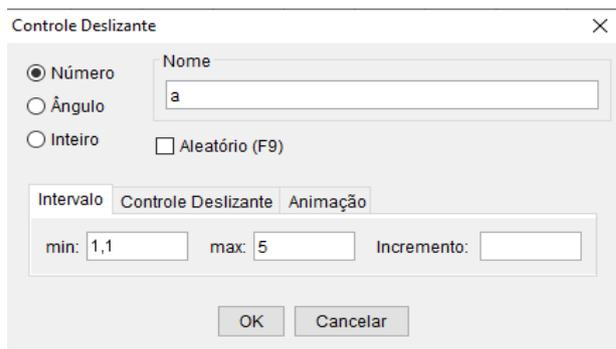 Controle Deslizante
Número
Ângulo
Inteiro
Nome
a
Aleatório (F9)
Intervalo Controle Deslizante Animação
min: 1,1 max: 5 Incremento:
OK Cancelar